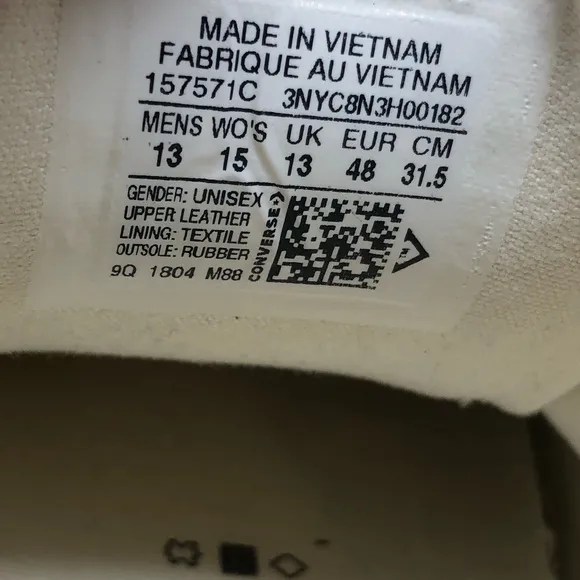 MADE IN VIETNAM
FABRIQUE AU VIETNAM
157571C 3NYC8N3H00182
MENS WO'S UK EUR CM
13 15 13 48 31.5
GENDER: UNISEX
UPPER LEATHER
LINING: TEXTILE
OUTSOLE: RUBBER
9Q 1804 M88
CONVERSE